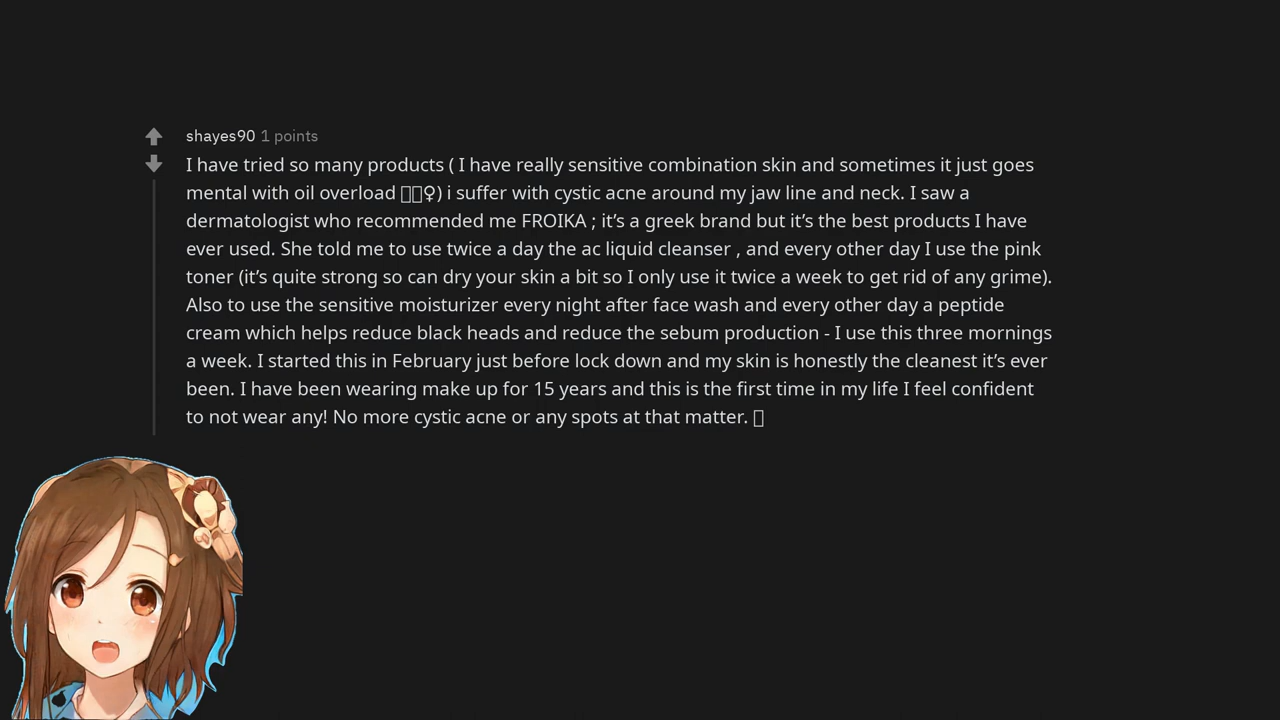 shayes90 1 points
I have tried so many products ( I have really sensitive combination skin and sometimes it just goes
mental with oil overload 🏻‍♀) i suffer with cystic acne around my jaw line and neck. I saw a
dermatologist who recommended me FROIKA ; it’s a greek brand but it’s the best products I have
ever used. She told me to use twice a day the ac liquid cleanser , and every other day I use the pink
toner (it’s quite strong so can dry your skin a bit so I only use it twice a week to get rid of any grime).
Also to use the sensitive moisturizer every night after face wash and every other day a peptide
cream which helps reduce black heads and reduce the sebum production - I use this three mornings
a week. I started this in February just before lock down and my skin is honestly the cleanest it’s ever
been. I have been wearing make up for 15 years and this is the first time in my life I feel confident
to not wear any! No more cystic acne or any spots at that matter.